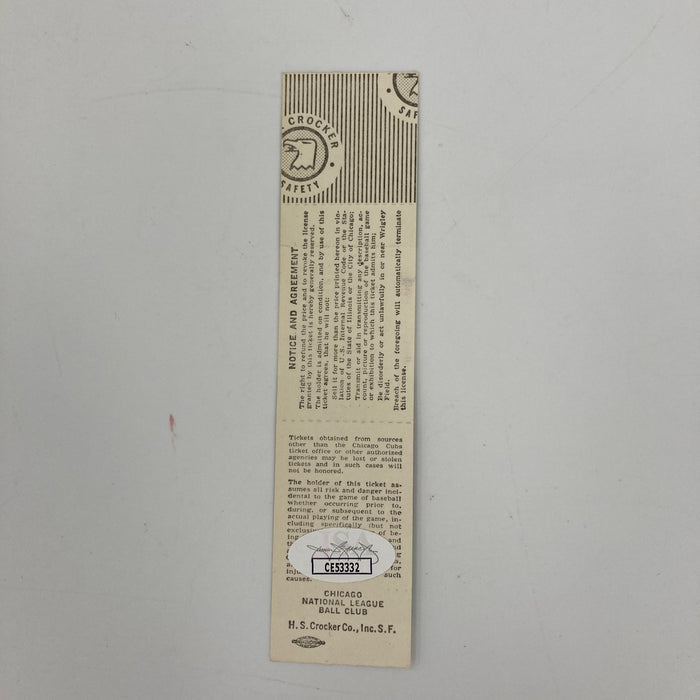 CROCKER
SAFETY
SAF
NOTICE AND AGREEMENT
The right to refund the price and to revoke the license
granted by this ticket is hereby generally reserved.
The holder is admitted on condition, and by use of this
ticket agrees, that he will not:
Sell it for more than the price printed hereon in vio-
lation of U.S. Internal Revenue Code or the Sta-
tutes of the State of Illinois or the City of Chicago;
Transmit or aid in transmitting any description, ac-
count, picture or reproduction of the baseball game
or exhibition to which this ticket admits him;
Be disorderly or act unlawfully in or near Wrigley
Field.
Breach of the foregoing will automatically terminate
this license.
Tickets obtained from sources
other than the Chicago Cubs
ticket office or other authorized
agencies may be lost or stolen
tickets and in such cases will
not be honored.
The holder of this ticket as-
sumes all risk and danger inci-
dental to the game of baseball
whether occurring prior to,
during, or subsequent to the
actual playing of the game, in-
cluding specifically (but not
exclus
of be-
ing
and
for
inju
such
causes.
JSA
CE53332
CHICAGO
NATIONAL LEAGUE
BALL CLUB
H. S. Crocker Co., Inc. S. F.